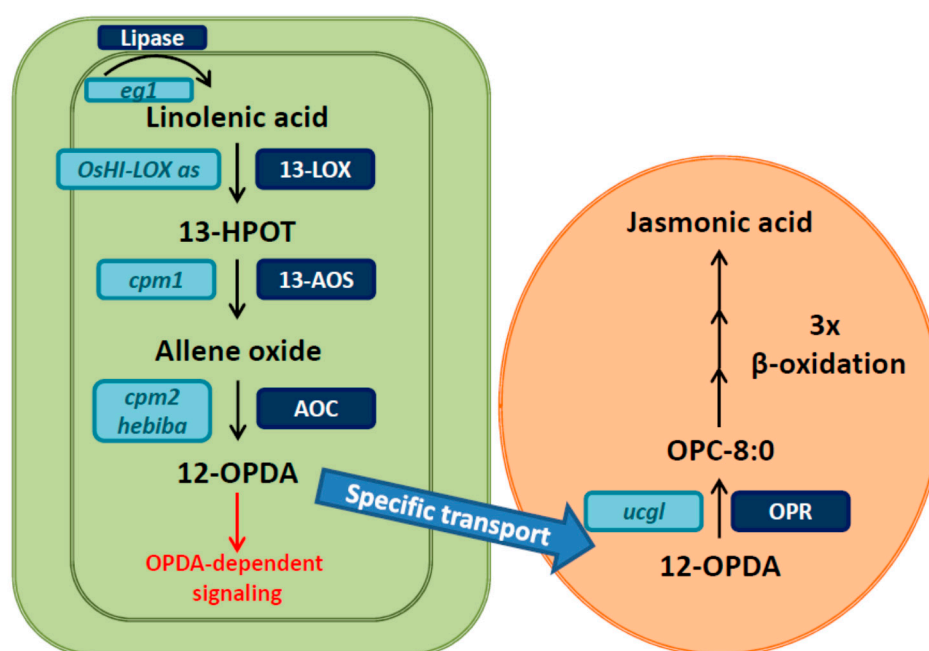 Lipase
eg1
Linolenic acid
OsHI-LOX as
13-LOX
13-HPOT
cpm1
13-AOS
Allene oxide
cpm2
hebiba
AOC
12-OPDA
OPDA-dependent
signaling
Specific transport
Jasmonic acid
3x
β-oxidation
OPC-8:0
ucgl
OPR
12-OPDA